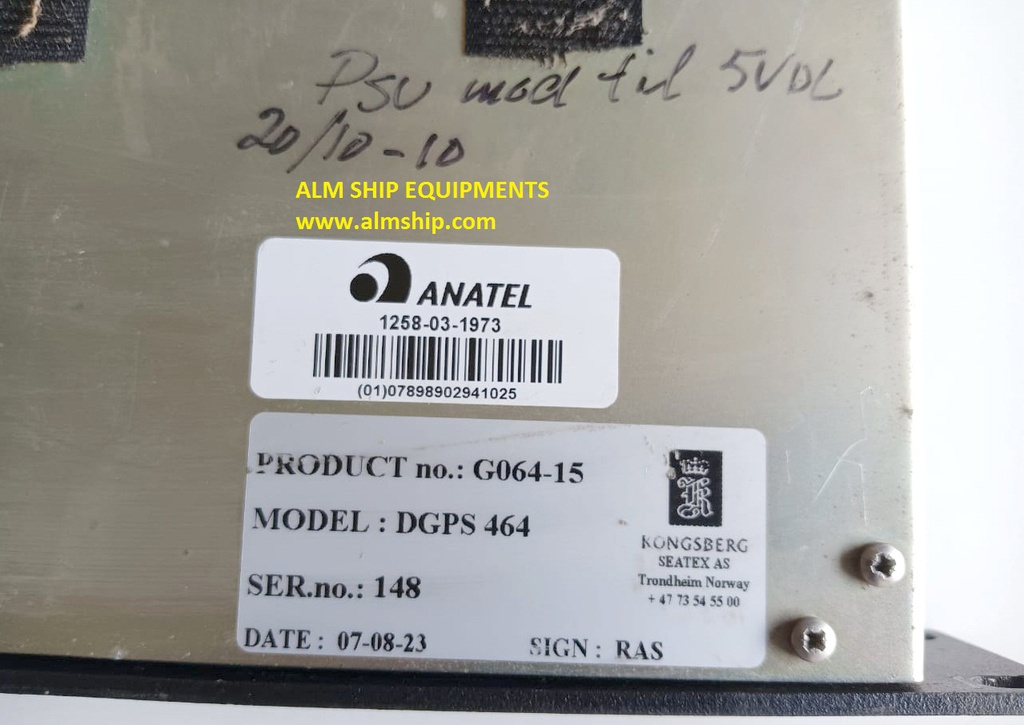 PSU mod til 5VDC
20/10-10
ALM SHIP EQUIPMENTS
www.almship.com
ANATEL
1258-03-1973
(01)07898902941025
PRODUCT no.: G064-15
MODEL : DGPS 464
SER.no.: 148
DATE : 07-08-23
SIGN : RAS
KONGSBERG
SEATEX AS
Trondheim Norway
+ 47 73 54 55 00